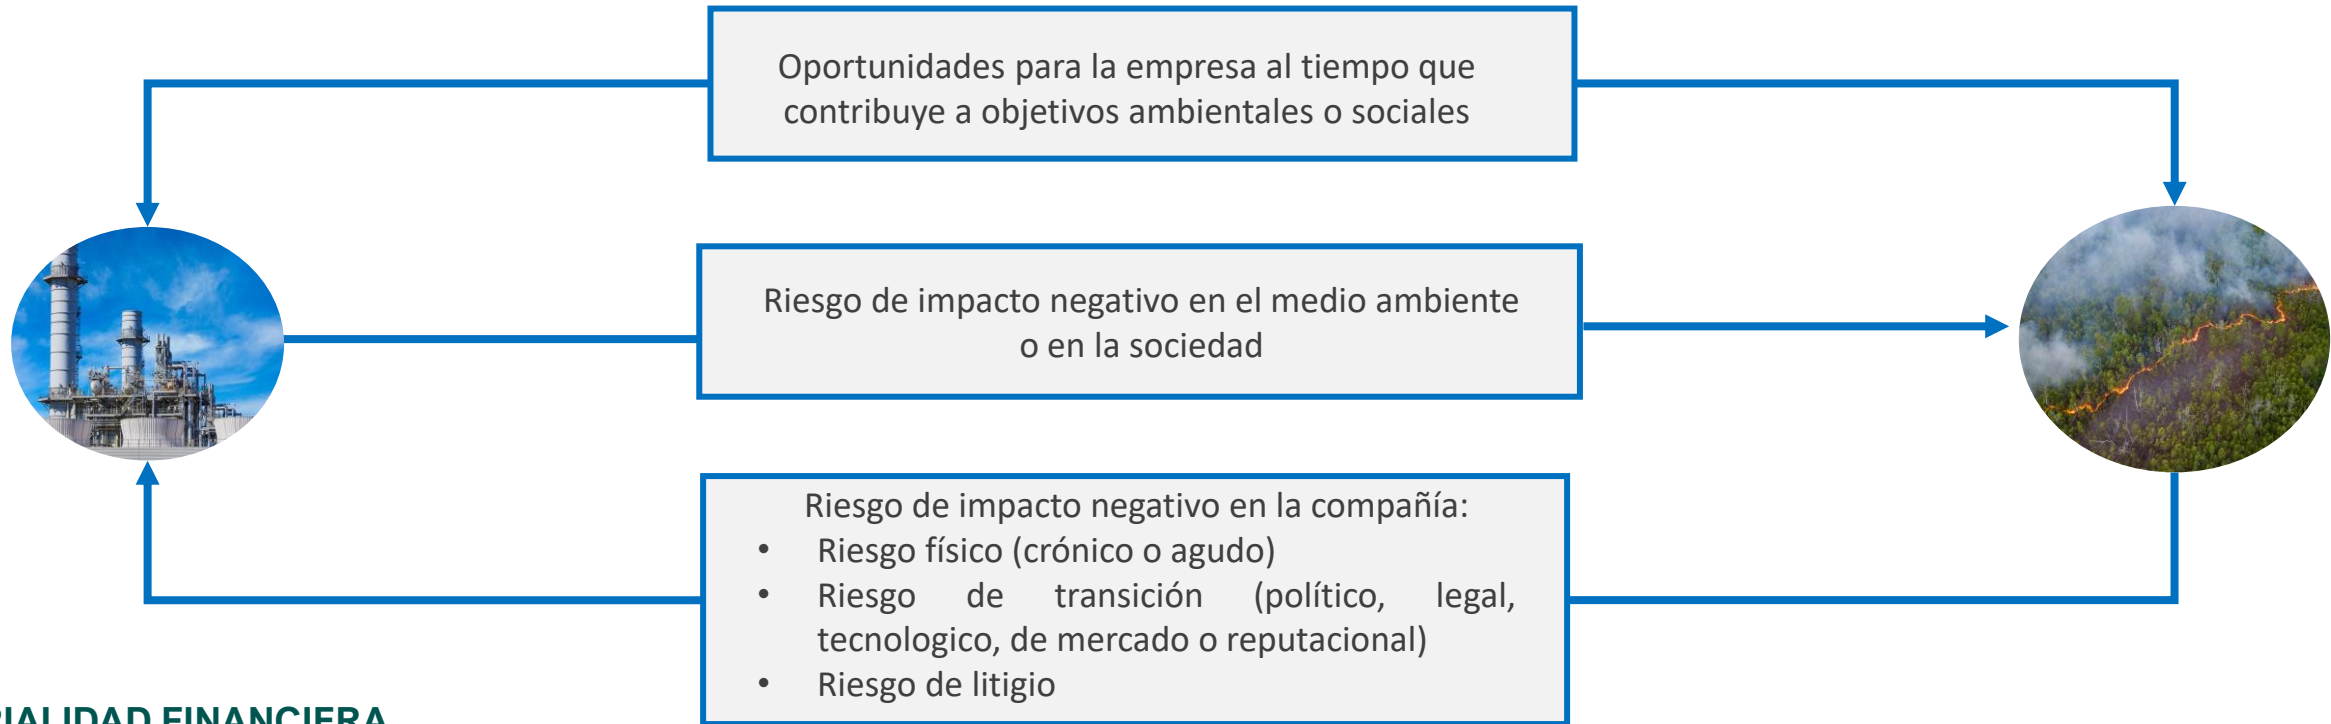 Oportunidades para la empresa al tiempo que
contribuye a objetivos ambientales o sociales
Riesgo de impacto negativo en el medio ambiente
o en la sociedad
Riesgo de impacto negativo en la compañía:
• Riesgo físico (crónico o agudo)
• Riesgo de transición (político, legal,
tecnologico, de mercado o reputacional)
• Riesgo de litigio
FINANCIERA